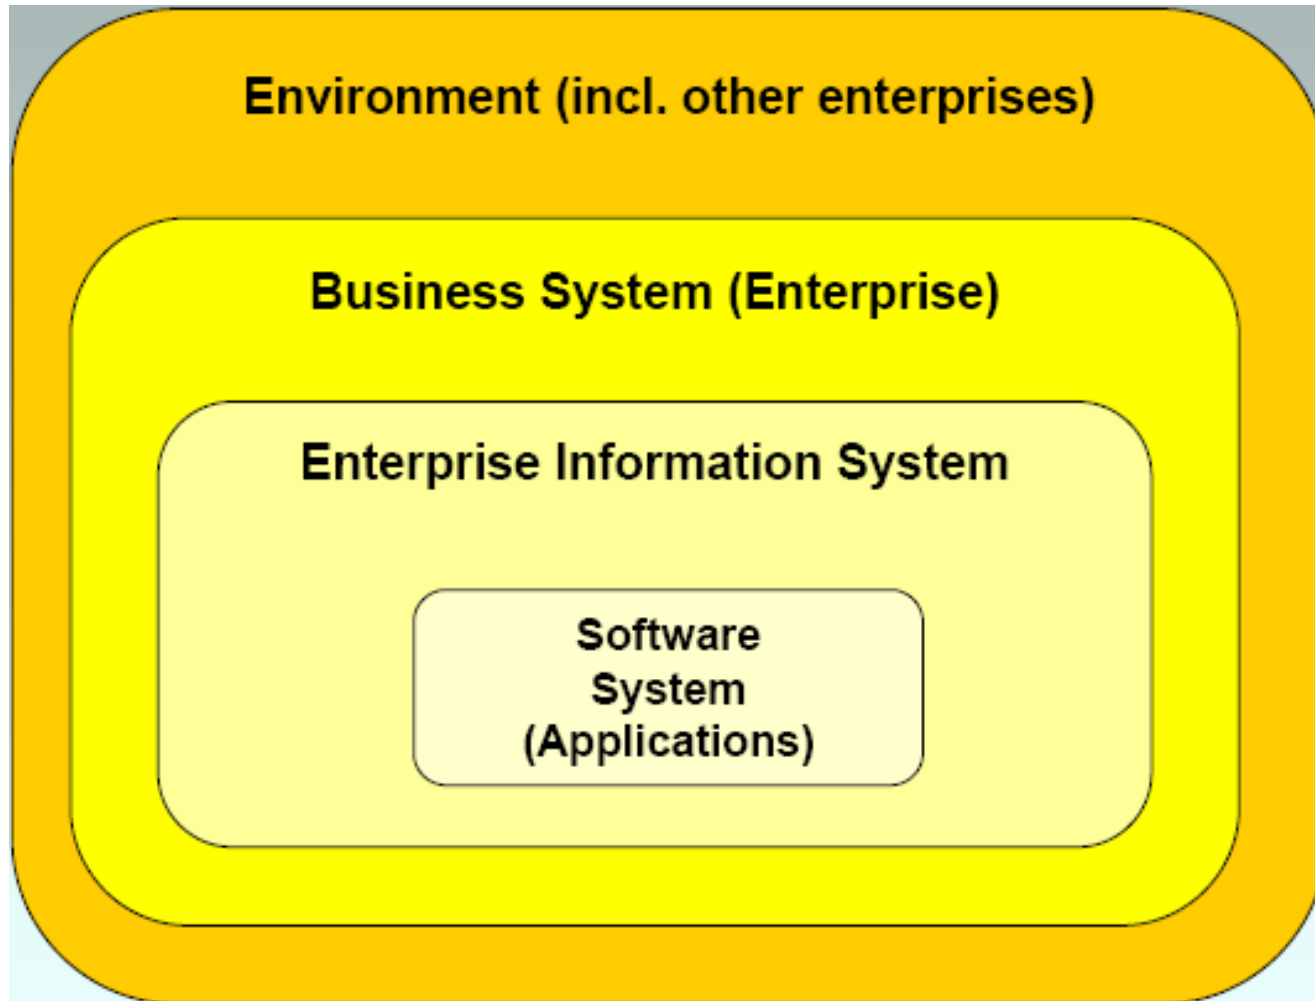 Environment (incl. other enterprises)
Business System (Enterprise)
Enterprise Information System
Software
System
(Applications)